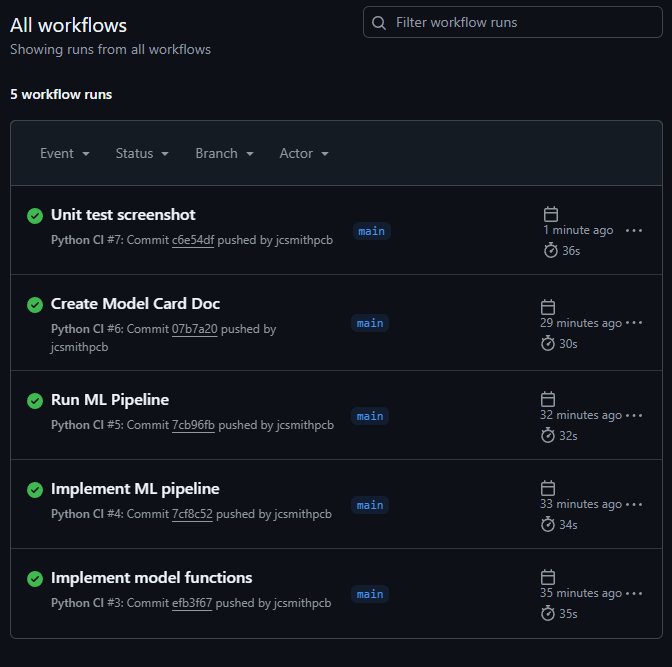 All workflows
Filter workflow runs
Showing runs from all workflows
5 workflow runs
Event Status Branch Actor
Unit test screenshot
Python CI #7: Commit c6e54df pushed by jcsmithpcb
main
1 minute ago
36s
Create Model Card Doc
Python CI #6: Commit 07b7a20 pushed by
jcsmithpcb
main
29 minutes ago
30s
Run ML Pipeline
Python CI #5: Commit 7cb96fb pushed by jcsmithpcb
main
32 minutes ago
32s
Implement ML pipeline
Python CI #4: Commit 7cf8c52 pushed by jcsmithpcb
main
33 minutes ago
34s
Implement model functions
Python CI #3: Commit efb3f67 pushed by jcsmithpcb
main
35 minutes ago
35s